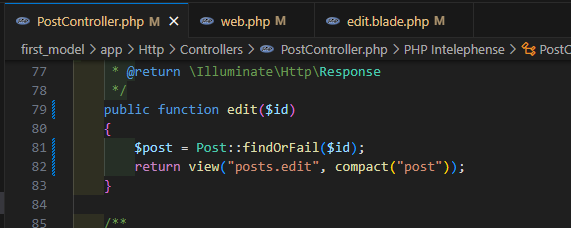 PostController.php M web.php M edit.blade.php M
first_model > app > Http > Controllers > PostController.php > PHP Intelephense > PostC
77 * @return \Illuminate\Http\Response
78 */
79 public function edit($id)
80 {
81 $post = Post::findOrFail($id);
82 return view("posts.edit", compact("post"));
83 }
84
85 /**